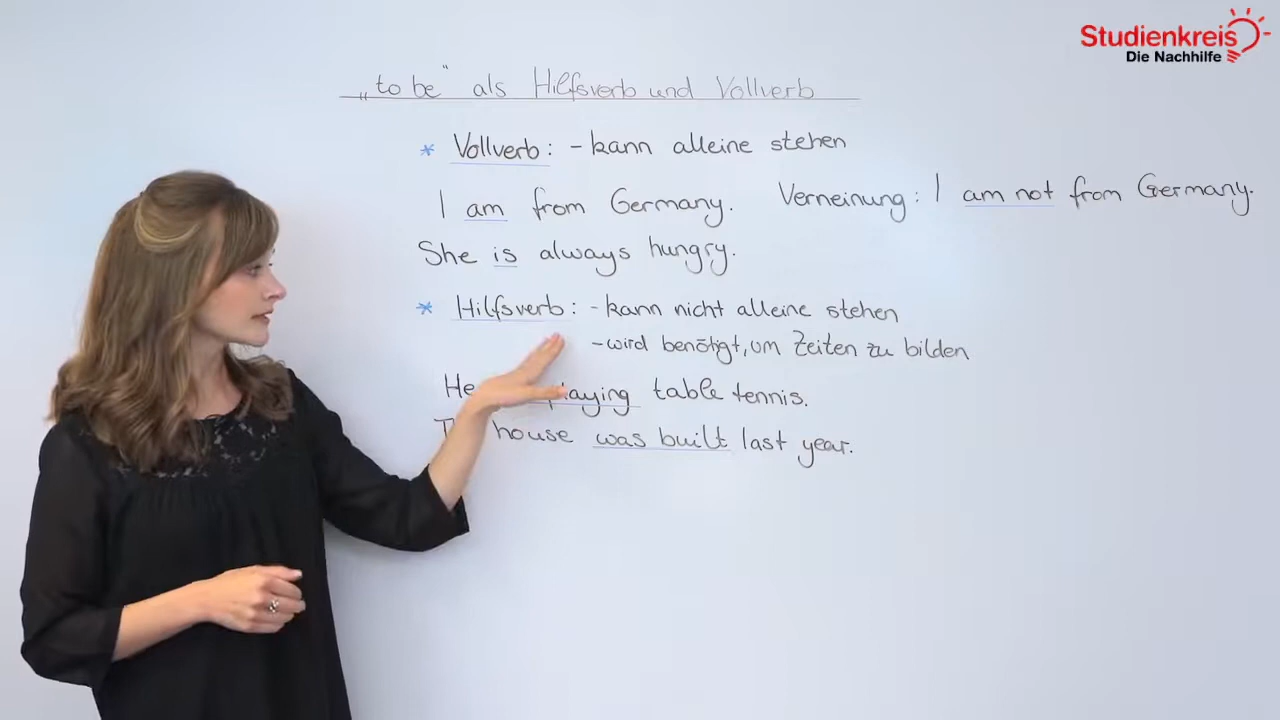 Studienkreis
Die Nachhilfe
„to be" als Hilfsverb und Vollverb
* Vollverb: - kann alleine stehen
I am from Germany. Verneinung: I am not from Germany.
She is always hungry.
* Hilfsverb: - kann nicht alleine stehen
- wird benötigt, um Zeiten zu bilden
He playing table tennis.
house was built last year.